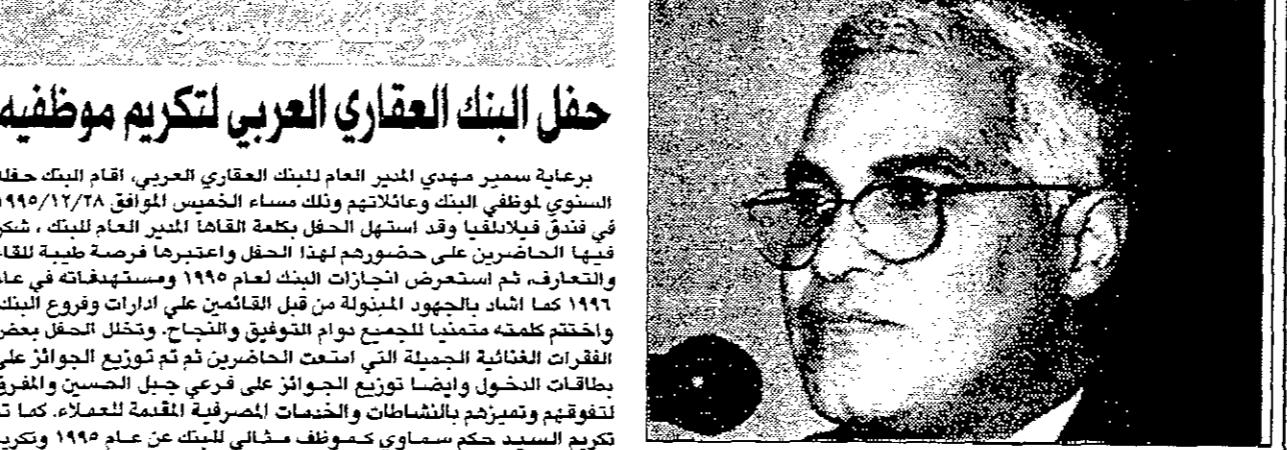 حفل البنك العقاري العربي لتكريم موظفيه
برعاية سمير مهدي المدير العام للبنك العقاري العربي، اقام البنك حفله
السنوي لموظفي البنك وعائلاتهم وذلك مساء الخميس الموافق ١٩٩٥/١٢/٢٨
في فندق فيلادلفيا وقد استهل الحفل بكلمة القاها المدير العام للبنك ، شكر
فيها الحاضرين على حضورهم لهذا الحفل واعتبرها فرصة طيبة للقاء
والتعارف، ثم استعرض انجازات البنك لعام ١٩٩٥ ومستهدفاته في عام
١٩٩٦ كما اشاد بالجهود المبذولة من قبل القائمين على ادارات وفروع البنك
واختتم كلمته متمنيا للجميع دوام التوفيق والنجاح. وتخلل الحفل بعض
الفقرات الغنائية الجميلة التي امتعت الحاضرين ثم تم توزيع الجوائز على
بطاقات الدخول وايضا توزيع الجوائز على فرعي جبل الحسين والمفرق
لتفوقهم وتميزهم بالنشاطات والخدمات المصرفية المقدمة للعملاء. كما تم
تكريم السيد حكم سماوي كموظف مثالي للبنك عن عام ١٩٩٥ وتكريم